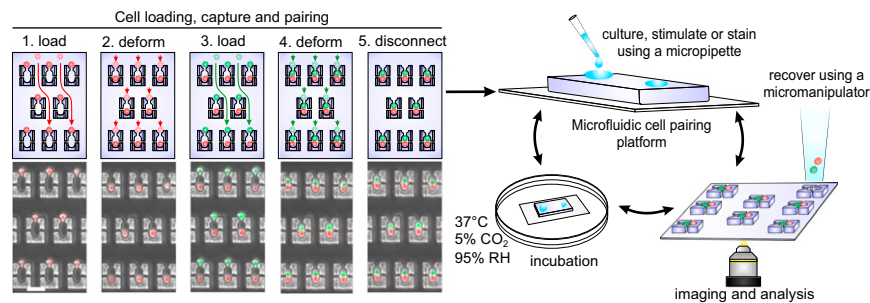 Cell loading, capture and pairing
1. load
2. deform
3. load
4. deform
5. disconnect
culture, stimulate or stain
using a micropipette
recover using a
micromanipulator
Microfluidic cell pairing
platform
37°C
5% CO₂
95% RH
incubation
imaging and analysis